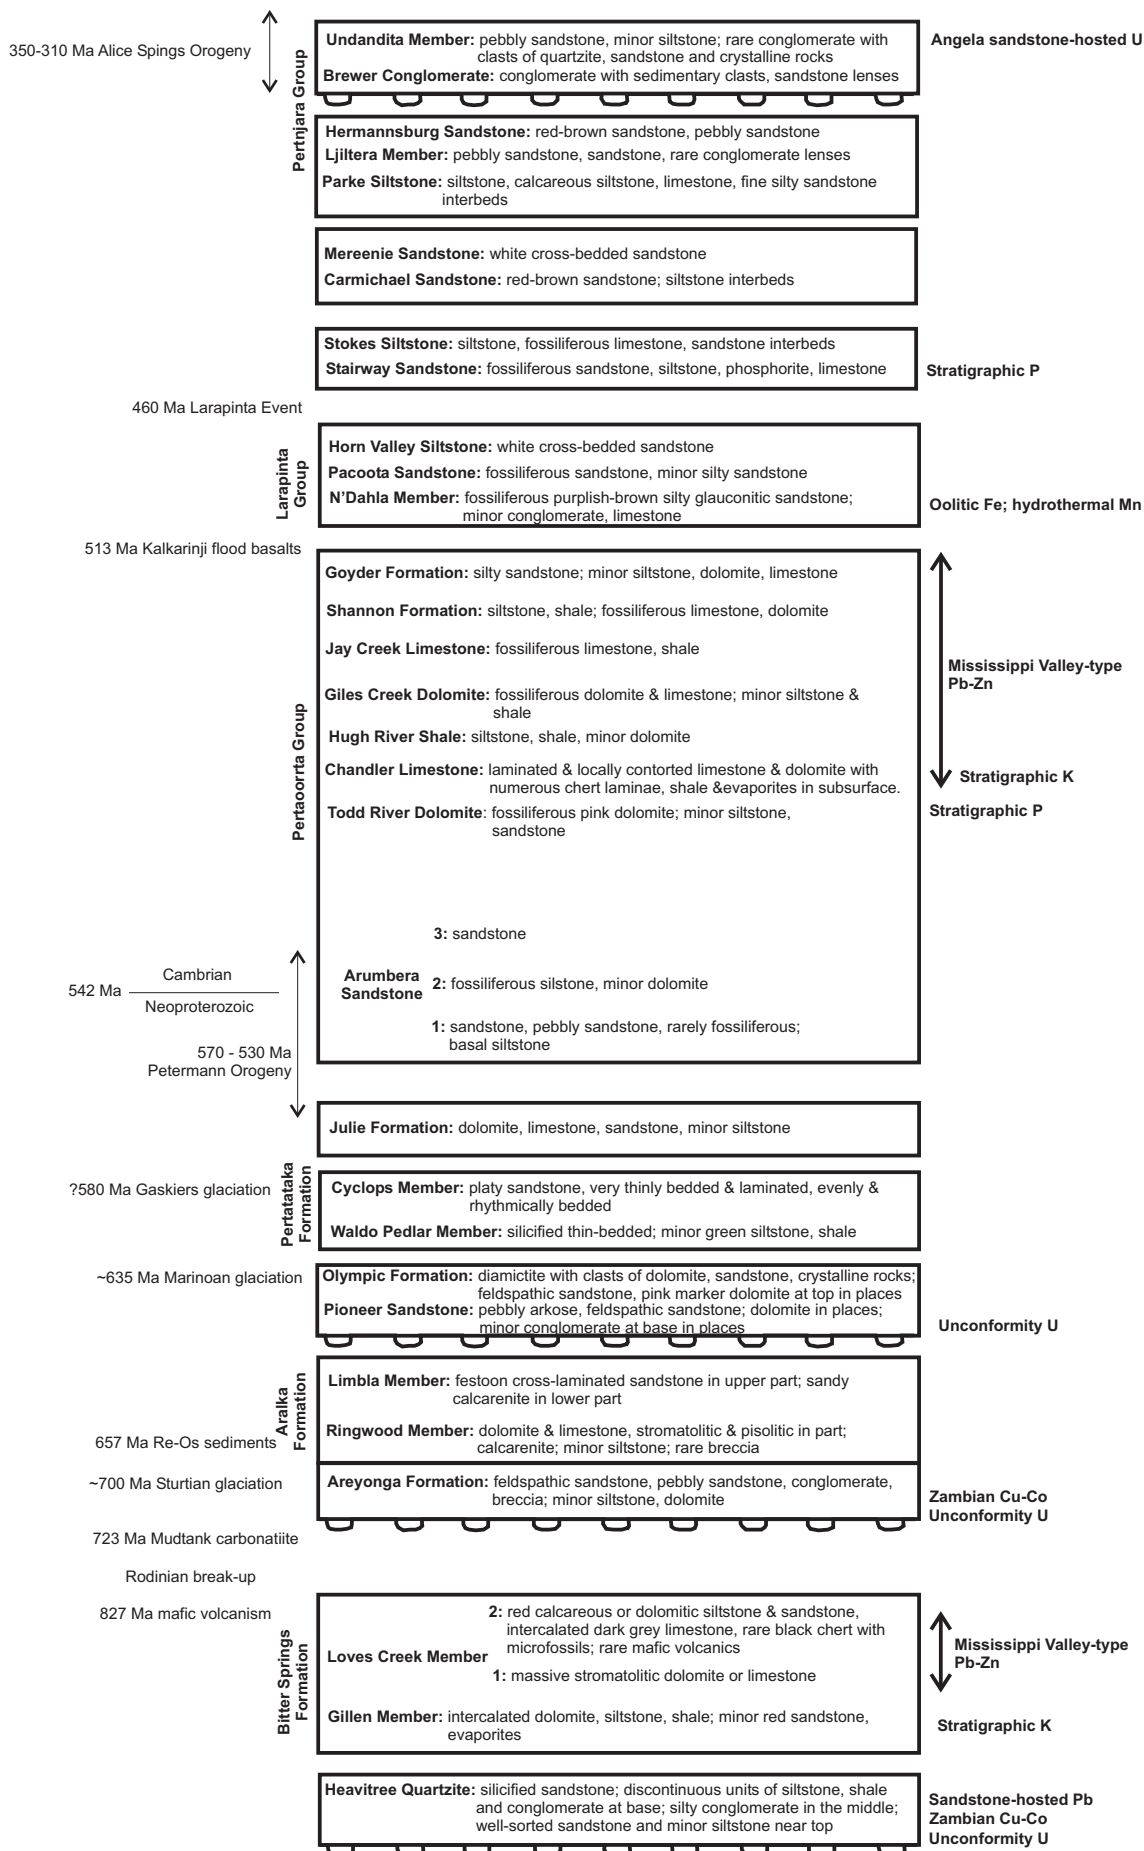 350-310 Ma Alice Spings Orogeny
Pertnjara Group
Undandita Member: pebbly sandstone, minor siltstone; rare conglomerate with
clasts of quartzite, sandstone and crystalline rocks
Brewer Conglomerate: conglomerate with sedimentary clasts, sandstone lenses
Angela sandstone-hosted U
Hermannsburg Sandstone: red-brown sandstone, pebbly sandstone
Ljiltera Member: pebbly sandstone, sandstone, rare conglomerate lenses
Parke Siltstone: siltstone, calcareous siltstone, limestone, fine silty sandstone
interbeds
Mereenie Sandstone: white cross-bedded sandstone
Carmichael Sandstone: red-brown sandstone; siltstone interbeds
Stokes Siltstone: siltstone, fossiliferous limestone, sandstone interbeds
Stairway Sandstone: fossiliferous sandstone, siltstone, phosphorite, limestone
Stratigraphic P
460 Ma Larapinta Event
Larapinta
Group
Horn Valley Siltstone: white cross-bedded sandstone
Pacoota Sandstone: fossiliferous sandstone, minor silty sandstone
N'Dahla Member: fossiliferous purplish-brown silty glauconitic sandstone;
minor conglomerate, limestone
Oolitic Fe; hydrothermal Mn
513 Ma Kalkarinji flood basalts
Pertaoorrta Group
Goyder Formation: silty sandstone; minor siltstone, dolomite, limestone
Shannon Formation: siltstone, shale; fossiliferous limestone, dolomite
Jay Creek Limestone: fossiliferous limestone, shale
Giles Creek Dolomite: fossiliferous dolomite & limestone; minor siltstone &
shale
Hugh River Shale: siltstone, shale, minor dolomite
Chandler Limestone: laminated & locally contorted limestone & dolomite with
numerous chert laminae, shale &evaporites in subsurface.
Todd River Dolomite: fossiliferous pink dolomite; minor siltstone,
sandstone
Mississippi Valley-type
Pb-Zn
Stratigraphic K
Stratigraphic P
3: sandstone
Arumbera
Sandstone
2: fossiliferous silstone, minor dolomite
1: sandstone, pebbly sandstone, rarely fossiliferous;
basal siltstone
Cambrian
542 Ma
Neoproterozoic
570 - 530 Ma
Petermann Orogeny
Julie Formation: dolomite, limestone, sandstone, minor siltstone
?580 Ma Gaskiers glaciation
Pertatataka
Formation
Cyclops Member: platy sandstone, very thinly bedded & laminated, evenly &
rhythmically bedded
Waldo Pedlar Member: silicified thin-bedded; minor green siltstone, shale
~635 Ma Marinoan glaciation
Olympic Formation: diamictite with clasts of dolomite, sandstone, crystalline rocks;
feldspathic sandstone, pink marker dolomite at top in places
Pioneer Sandstone: pebbly arkose, feldspathic sandstone; dolomite in places;
minor conglomerate at base in places
Unconformity U
Aralka
Formation
Limbla Member: festoon cross-laminated sandstone in upper part; sandy
calcarenite in lower part
Ringwood Member: dolomite & limestone, stromatolitic & pisolitic in part;
calcarenite; minor siltstone; rare breccia
657 Ma Re-Os sediments
~700 Ma Sturtian glaciation
Areyonga Formation: feldspathic sandstone, pebbly sandstone, conglomerate,
breccia; minor siltstone, dolomite
Zambian Cu-Co
Unconformity U
723 Ma Mudtank carbonatiite
Rodinian break-up
827 Ma mafic volcanism
Bitter Springs
Formation
Loves Creek Member
2: red calcareous or dolomitic siltstone & sandstone,
intercalated dark grey limestone, rare black chert with
microfossils; rare mafic volcanics
1: massive stromatolitic dolomite or limestone
Gillen Member: intercalated dolomite, siltstone, shale; minor red sandstone,
evaporites
Mississippi Valley-type
Pb-Zn
Stratigraphic K
Heavitree Quartzite: silicified sandstone; discontinuous units of siltstone, shale
and conglomerate at base; silty conglomerate in the middle;
well-sorted sandstone and minor siltstone near top
Sandstone-hosted Pb
Zambian Cu-Co
Unconformity U